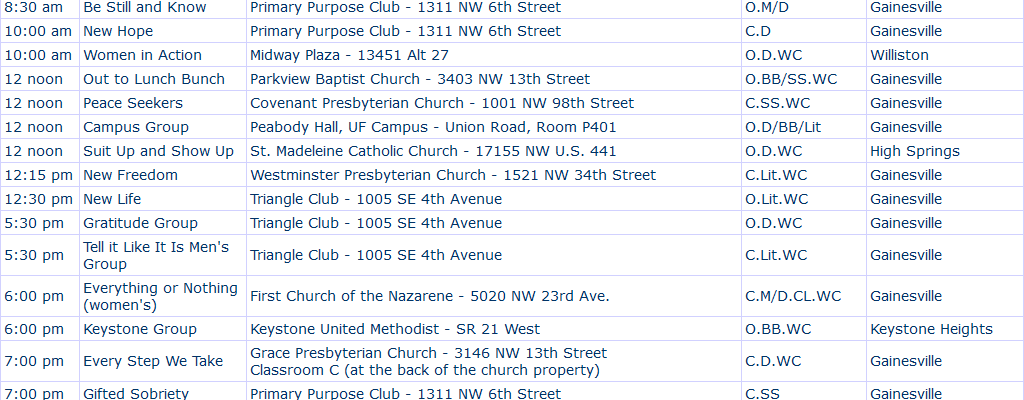 8:30 am Be Still and Know Primary Purpose Club - 1311 NW 6th Street O.M/D Gainesville
10:00 am New Hope Primary Purpose Club - 1311 NW 6th Street C.D Gainesville
10:00 am Women in Action Midway Plaza - 13451 Alt 27 O.D.WC Williston
12 noon Out to Lunch Bunch Parkview Baptist Church - 3403 NW 13th Street O.BB/SS.WC Gainesville
12 noon Peace Seekers Covenant Presbyterian Church - 1001 NW 98th Street C.SS.WC Gainesville
12 noon Campus Group Peabody Hall, UF Campus - Union Road, Room P401 O.D/BB/Lit Gainesville
12 noon Suit Up and Show Up St. Madeleine Catholic Church - 17155 NW U.S. 441 O.D.WC High Springs
12:15 pm New Freedom Westminster Presbyterian Church - 1521 NW 34th Street C.Lit.WC Gainesville
12:30 pm New Life Triangle Club - 1005 SE 4th Avenue O.Lit.WC Gainesville
5:30 pm Gratitude Group Triangle Club - 1005 SE 4th Avenue O.D.WC Gainesville
5:30 pm Tell it Like It Is Men's
Group Triangle Club - 1005 SE 4th Avenue C.Lit.WC Gainesville
6:00 pm Everything or Nothing
(women's) First Church of the Nazarene - 5020 NW 23rd Ave. C.M/D.CL.WC Gainesville
6:00 pm Keystone Group Keystone United Methodist - SR 21 West O.BB.WC Keystone Heights
7:00 pm Every Step We Take Grace Presbyterian Church - 3146 NW 13th Street
Classroom C (at the back of the church property) C.D.WC Gainesville
7:00 pm Gifted Sobriety Primary Purpose Club - 1311 NW 6th Street C.SS Gainesville